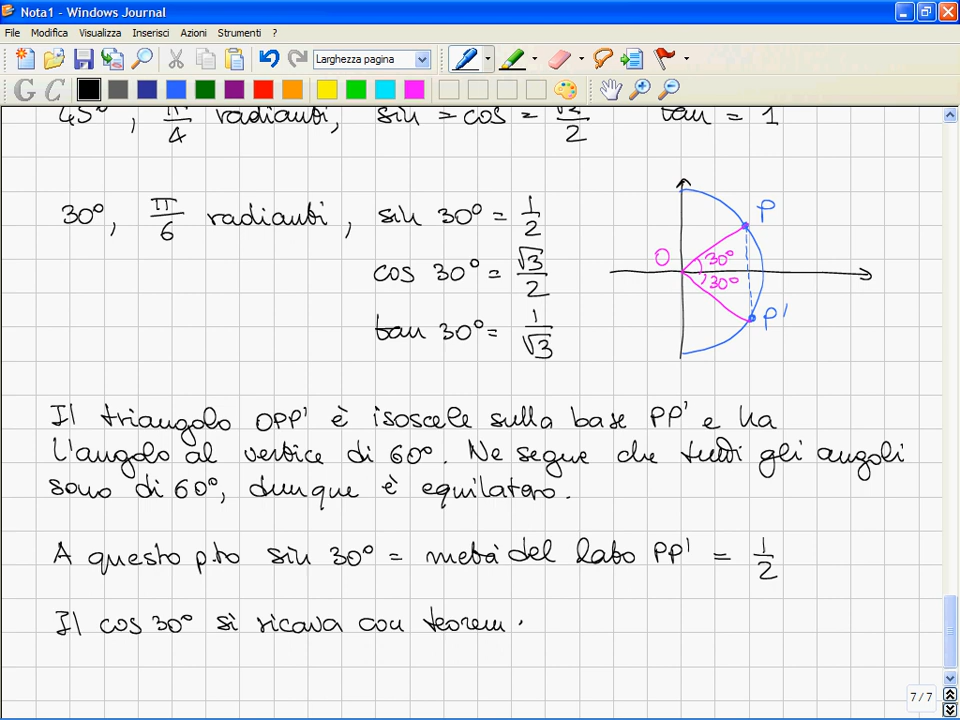 Nota1 - Windows Journal
File Modifica Visualizza Inserisci Azioni Strumenti ?
Larghezza pagina
45°, π/4 radianti, sin = cos = √2/2 tan = 1
30°, π/6 radianti, sin 30° = 1/2
cos 30° = √3/2
tan 30° = 1/√3
P
O
30°
30°
P'
Il triangolo OPP' è isoscele sulla base PP' e ha
l'angolo al vertice di 60°. Ne segue che tutti gli angoli
sono di 60°, dunque è equilatero.
A questo p.to sin 30° = metà del lato PP' = 1/2
Il cos 30° si ricava con teorem
7 / 7